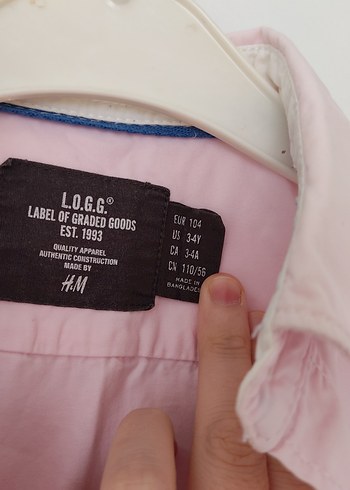 L.O.G.G.®
LABEL OF GRADED GOODS
EST. 1993
QUALITY APPAREL
AUTHENTIC CONSTRUCTION
MADE BY
H&M
EUR 104
US 3-4Y
CA 3-4A
CN 110/56
MADE IN
BANGLADESH